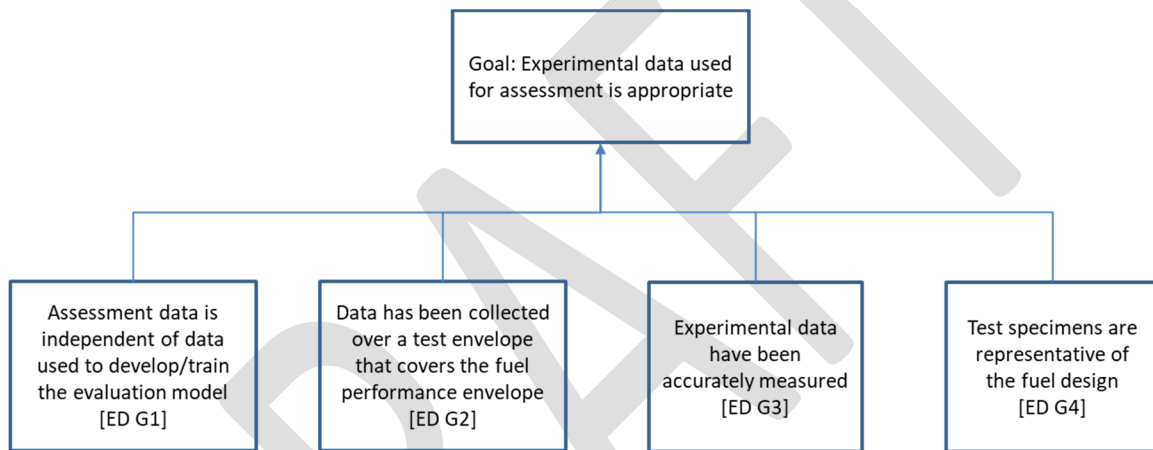 Goal: Experimental data used
for assessment is appropriate
Assessment data is
independent of data
used to develop/train
the evaluation model
[ED G1]
Data has been collected
over a test envelope
that covers the fuel
performance envelope
[ED G2]
Experimental data
have been
accurately measured
[ED G3]
Test specimens are
representative of
the fuel design
[ED G4]
DRAFT